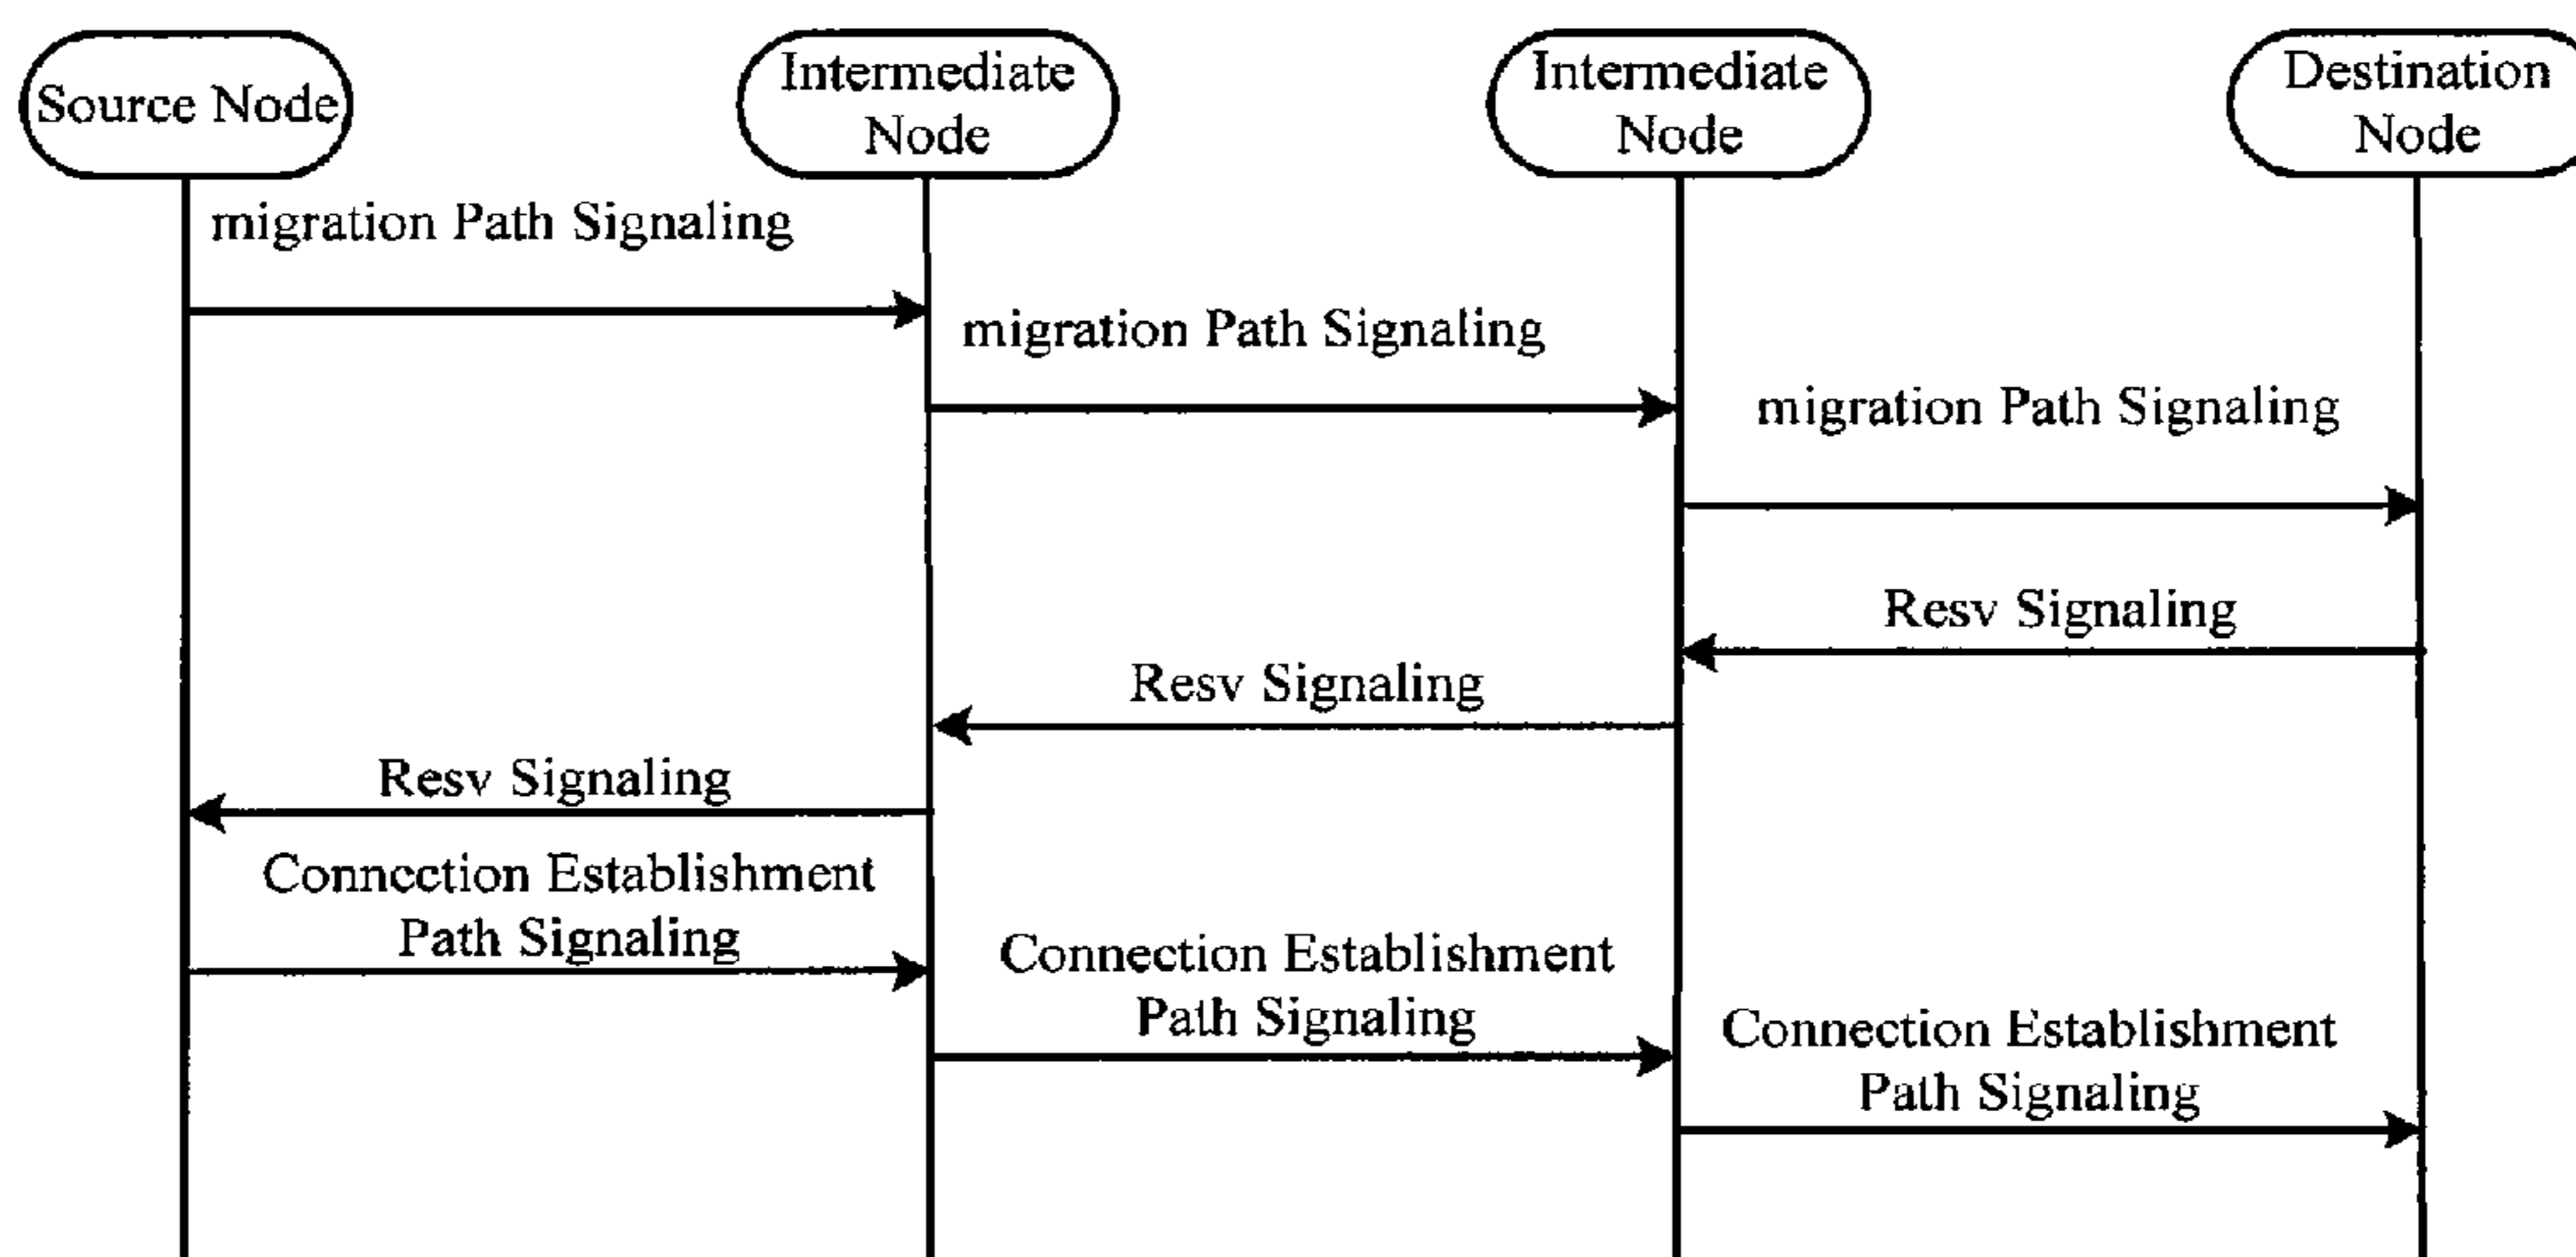 Source Node
Intermediate
Node
Intermediate
Node
Destination
Node
migration Path Signaling
migration Path Signaling
migration Path Signaling
Resv Signaling
Resv Signaling
Resv Signaling
Connection Establishment
Path Signaling
Connection Establishment
Path Signaling
Connection Establishment
Path Signaling